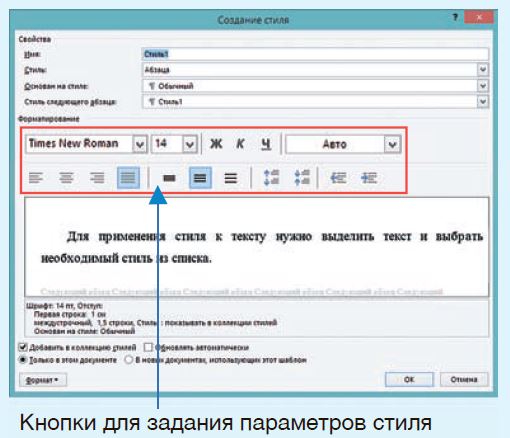 Создание стиля
? ×
Свойства
Имя: Стиль1
Стиль: Абзаца
Основан на стиле: ¶ Обычный
Стиль следующего абзаца: ¶ Стиль1
Форматирование
Times New Roman 14 Ж К Ч Авто
Для применения стиля к тексту нужно выделить текст и выбрать
необходимый стиль из списка.
Следующий абзац Следующий абзац Следующий абзац Следующий абзац Следующий абзац Следующий
Шрифт: 14 пт, Отступ:
Первая строка: 1 см
междустрочный, 1,5 строки, Стиль: показывать в коллекции стилей
Основан на стиле: Обычный
Добавить в коллекцию стилей Обновлять автоматически
Только в этом документе В новых документах, использующих этот шаблон
Формат ОК Отмена
Кнопки для задания параметров стиля